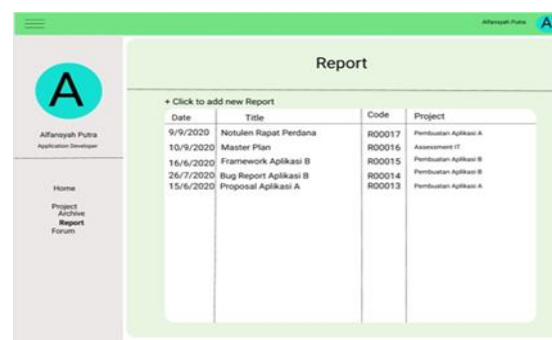 Alfansyah Putra
A
A
Alfansyah Putra
Application Developer
Home
Project
Archive
Report
Forum
Report
+ Click to add new Report
Date Title Code Project
9/9/2020 Notulen Rapat Perdana R00017 Pembuatan Aplikasi A
10/9/2020 Master Plan R00016 Assessment IT
16/6/2020 Framework Aplikasi B R00015 Pembuatan Aplikasi B
26/7/2020 Bug Report Aplikasi B R00014 Pembuatan Aplikasi B
15/6/2020 Proposal Aplikasi A R00013 Pembuatan Aplikasi A